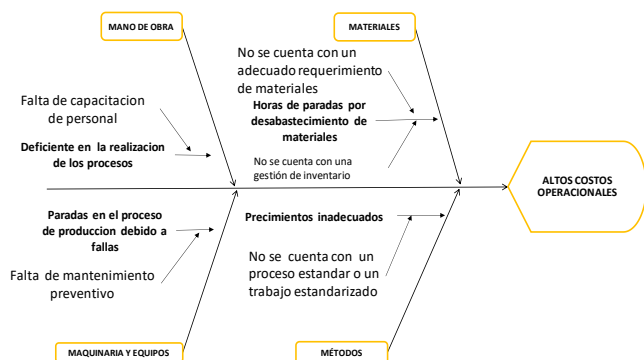 MANO DE OBRA
MATERIALES
No se cuenta con un
adecuado requerimiento
de materiales
Falta de capacitacion
de personal
Horas de paradas por
desabastecimiento de
materiales
Deficiente en la realizacion
de los procesos
No se cuenta con una
gestión de inventario
ALTOS COSTOS
OPERACIONALES
Paradas en el proceso
de produccion debido a
fallas
Precimientos inadecuados
Falta de mantenimiento
preventivo
No se cuenta con un
proceso estandar o un
trabajo estandarizado
MAQUINARIA Y EQUIPOS
MÉTODOS